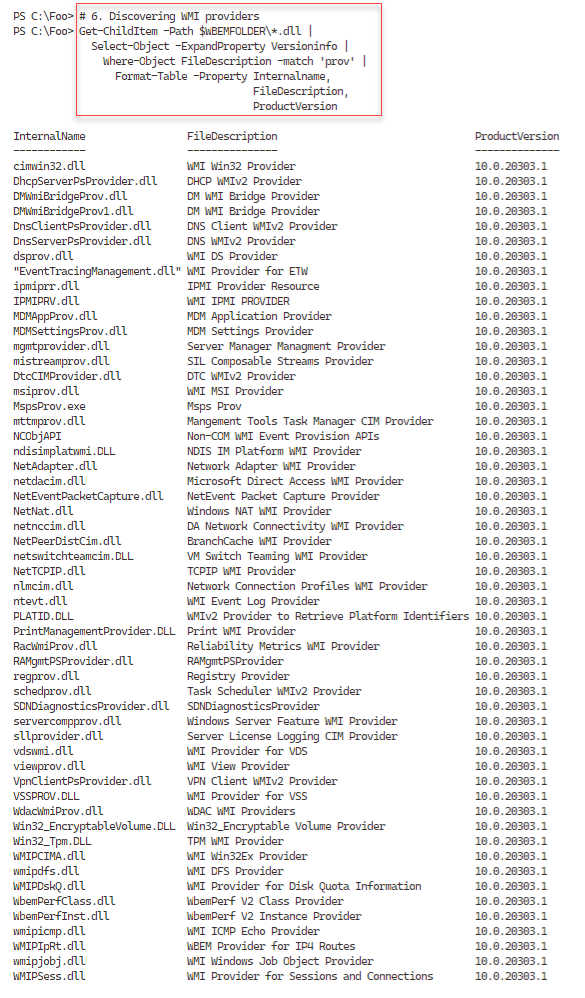 PS C:\Foo> # 6. Discovering WMI providers
PS C:\Foo> Get-ChildItem -Path $WBEMFOLDER\*.dll |
Select-Object -ExpandProperty Versioninfo |
Where-Object FileDescription -match 'prov' |
Format-Table -Property Internalname,
FileDescription,
ProductVersion
InternalName FileDescription ProductVersion
------------ --------------- --------------
cimwin32.dll WMI Win32 Provider 10.0.20303.1
DhcpServerPsProvider.dll DHCP WMIv2 Provider 10.0.20303.1
DMWmiBridgeProv.dll DM WMI Bridge Provider 10.0.20303.1
DMWmiBridgeProv1.dll DM WMI Bridge Provider 10.0.20303.1
DnsClientPsProvider.dll DNS Client WMIv2 Provider 10.0.20303.1
DnsServerPsProvider.dll DNS WMIv2 Provider 10.0.20303.1
dsprov.dll WMI DS Provider 10.0.20303.1
"EventTracingManagement.dll" WMI Provider for ETW 10.0.20303.1
ipmiprr.dll IPMI Provider Resource 10.0.20303.1
IPMIPRV.dll WMI IPMI PROVIDER 10.0.20303.1
MDMAppProv.dll MDM Application Provider 10.0.20303.1
MDMSettingsProv.dll MDM Settings Provider 10.0.20303.1
mgmtprovider.dll Server Manager Managment Provider 10.0.20303.1
mistreamprov.dll SIL Composable Streams Provider 10.0.20303.1
DtcCIMProvider.dll DTC WMIv2 Provider 10.0.20303.1
msiprov.dll WMI MSI Provider 10.0.20303.1
MspsProv.exe Msps Prov 10.0.20303.1
mttmprov.dll Mangement Tools Task Manager CIM Provider 10.0.20303.1
NCObjAPI Non-COM WMI Event Provision APIs 10.0.20303.1
ndisimplatwmi.DLL NDIS IM Platform WMI Provider 10.0.20303.1
NetAdapter.dll Network Adapter WMI Provider 10.0.20303.1
netdacim.dll Microsoft Direct Access WMI Provider 10.0.20303.1
NetEventPacketCapture.dll NetEvent Packet Capture Provider 10.0.20303.1
NetNat.dll Windows NAT WMI Provider 10.0.20303.1
netnccim.dll DA Network Connectivity WMI Provider 10.0.20303.1
NetPeerDistCim.dll BranchCache WMI Provider 10.0.20303.1
netswitchteamcim.DLL VM Switch Teaming WMI Provider 10.0.20303.1
NetTCPIP.dll TCPIP WMI Provider 10.0.20303.1
nlmcim.dll Network Connection Profiles WMI Provider 10.0.20303.1
ntevt.dll WMI Event Log Provider 10.0.20303.1
PLATID.DLL WMIv2 Provider to Retrieve Platform Identifiers 10.0.20303.1
PrintManagementProvider.DLL Print WMI Provider 10.0.20303.1
RacWmiProv.dll Reliability Metrics WMI Provider 10.0.20303.1
RAMgmtPSProvider.dll RAMgmtPSProvider 10.0.20303.1
regprov.dll Registry Provider 10.0.20303.1
schedprov.dll Task Scheduler WMIv2 Provider 10.0.20303.1
SDNDiagnosticsProvider.dll SDNDiagnosticsProvider 10.0.20303.1
servercompprov.dll Windows Server Feature WMI Provider 10.0.20303.1
sllprovider.dll Server License Logging CIM Provider 10.0.20303.1
vdswmi.dll WMI Provider for VDS 10.0.20303.1
viewprov.dll WMI View Provider 10.0.20303.1
VpnClientPsProvider.dll VPN Client WMIv2 Provider 10.0.20303.1
VSSPROV.DLL WMI Provider for VSS 10.0.20303.1
WdacWmiProv.dll WDAC WMI Providers 10.0.20303.1
Win32_EncryptableVolume.DLL Win32_Encryptable Volume Provider 10.0.20303.1
Win32_Tpm.DLL TPM WMI Provider 10.0.20303.1
WMIPCIMA.dll WMI Win32Ex Provider 10.0.20303.1
wmipdfs.dll WMI DFS Provider 10.0.20303.1
WMIPDskQ.dll WMI Provider for Disk Quota Information 10.0.20303.1
WbemPerfClass.dll WbemPerf V2 Class Provider 10.0.20303.1
WbemPerfInst.dll WbemPerf V2 Instance Provider 10.0.20303.1
wmipicmp.dll WMI ICMP Echo Provider 10.0.20303.1
WMIPIpRt.dll WBEM Provider for IP4 Routes 10.0.20303.1
wmipjobj.dll WMI Windows Job Object Provider 10.0.20303.1
WMIPSess.dll WMI Provider for Sessions and Connections 10.0.20303.1